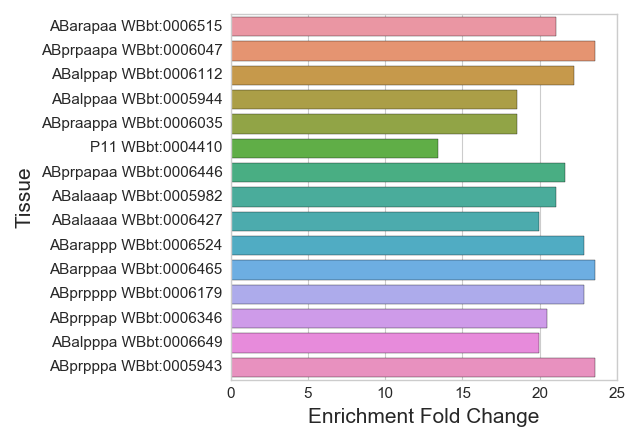 ABarapaa WBbt:0006515
ABprpaapa WBbt:0006047
ABalppap WBbt:0006112
ABalppaa WBbt:0005944
ABpraappa WBbt:0006035
P11 WBbt:0004410
ABprpapaa WBbt:0006446
ABalaaap WBbt:0005982
ABalaaaa WBbt:0006427
ABarappp WBbt:0006524
ABarppaa WBbt:0006465
ABprpppp WBbt:0006179
ABprppap WBbt:0006346
ABalpppa WBbt:0006649
ABprpppa WBbt:0005943
Tissue
0 5 10 15 20 25
Enrichment Fold Change